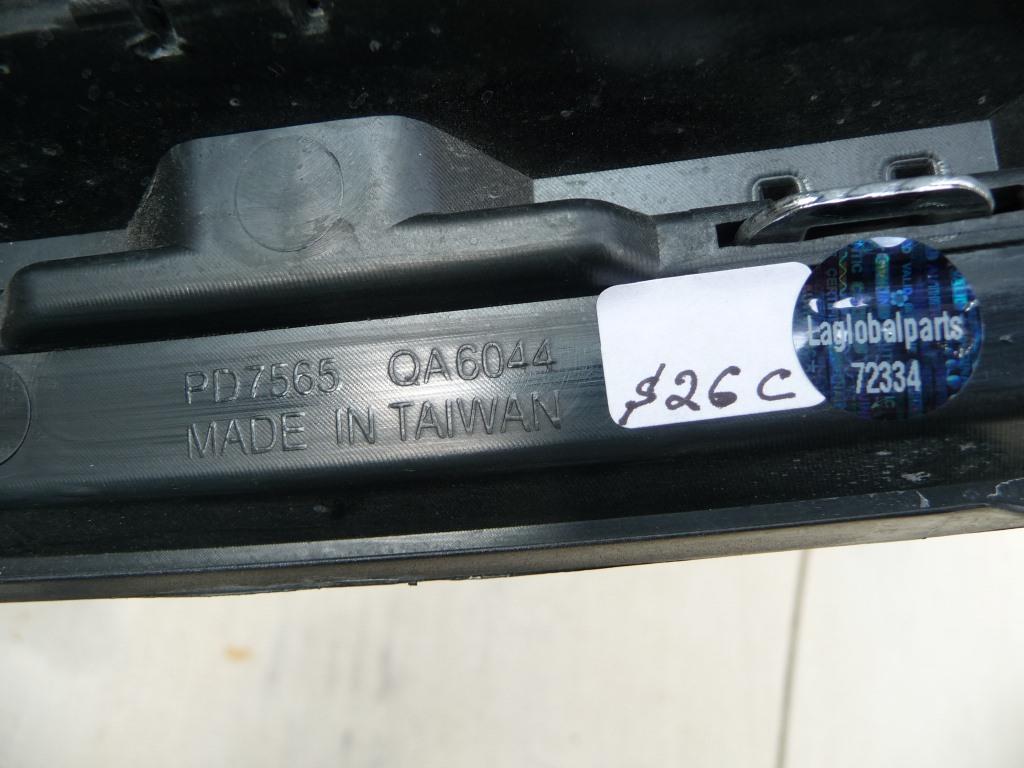 PD7565 QA6044
MADE IN TAIWAN
$26 C
Laglobalparts
72334